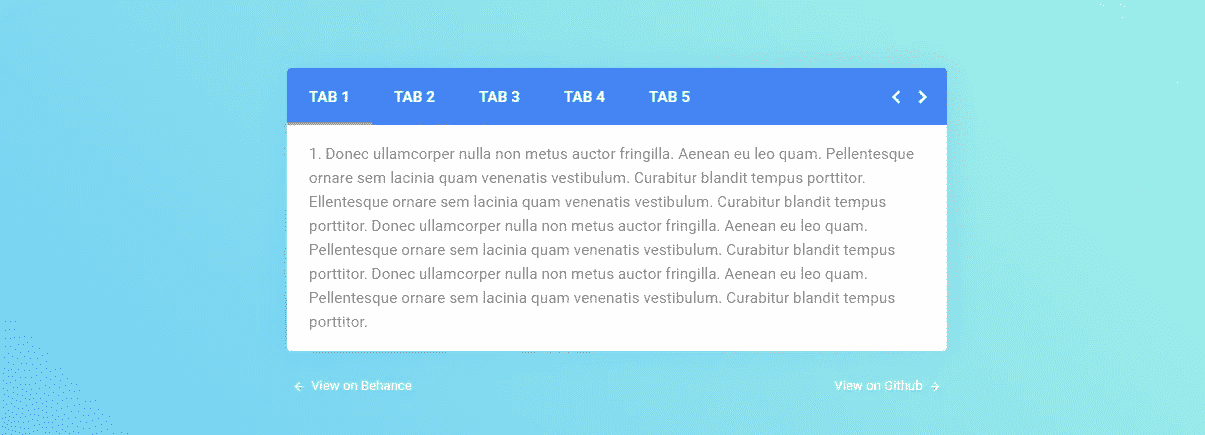 TAB 1 TAB 2 TAB 3 TAB 4 TAB 5
1. Donec ullamcorper nulla non metus auctor fringilla. Aenean eu leo quam. Pellentesque
ornare sem lacinia quam venenatis vestibulum. Curabitur blandit tempus porttitor.
Ellentesque ornare sem lacinia quam venenatis vestibulum. Curabitur blandit tempus
porttitor. Donec ullamcorper nulla non metus auctor fringilla. Aenean eu leo quam.
Pellentesque ornare sem lacinia quam venenatis vestibulum. Curabitur blandit tempus
porttitor. Donec ullamcorper nulla non metus auctor fringilla. Aenean eu leo quam.
Pellentesque ornare sem lacinia quam venenatis vestibulum. Curabitur blandit tempus
porttitor.
View on Behance View on Github